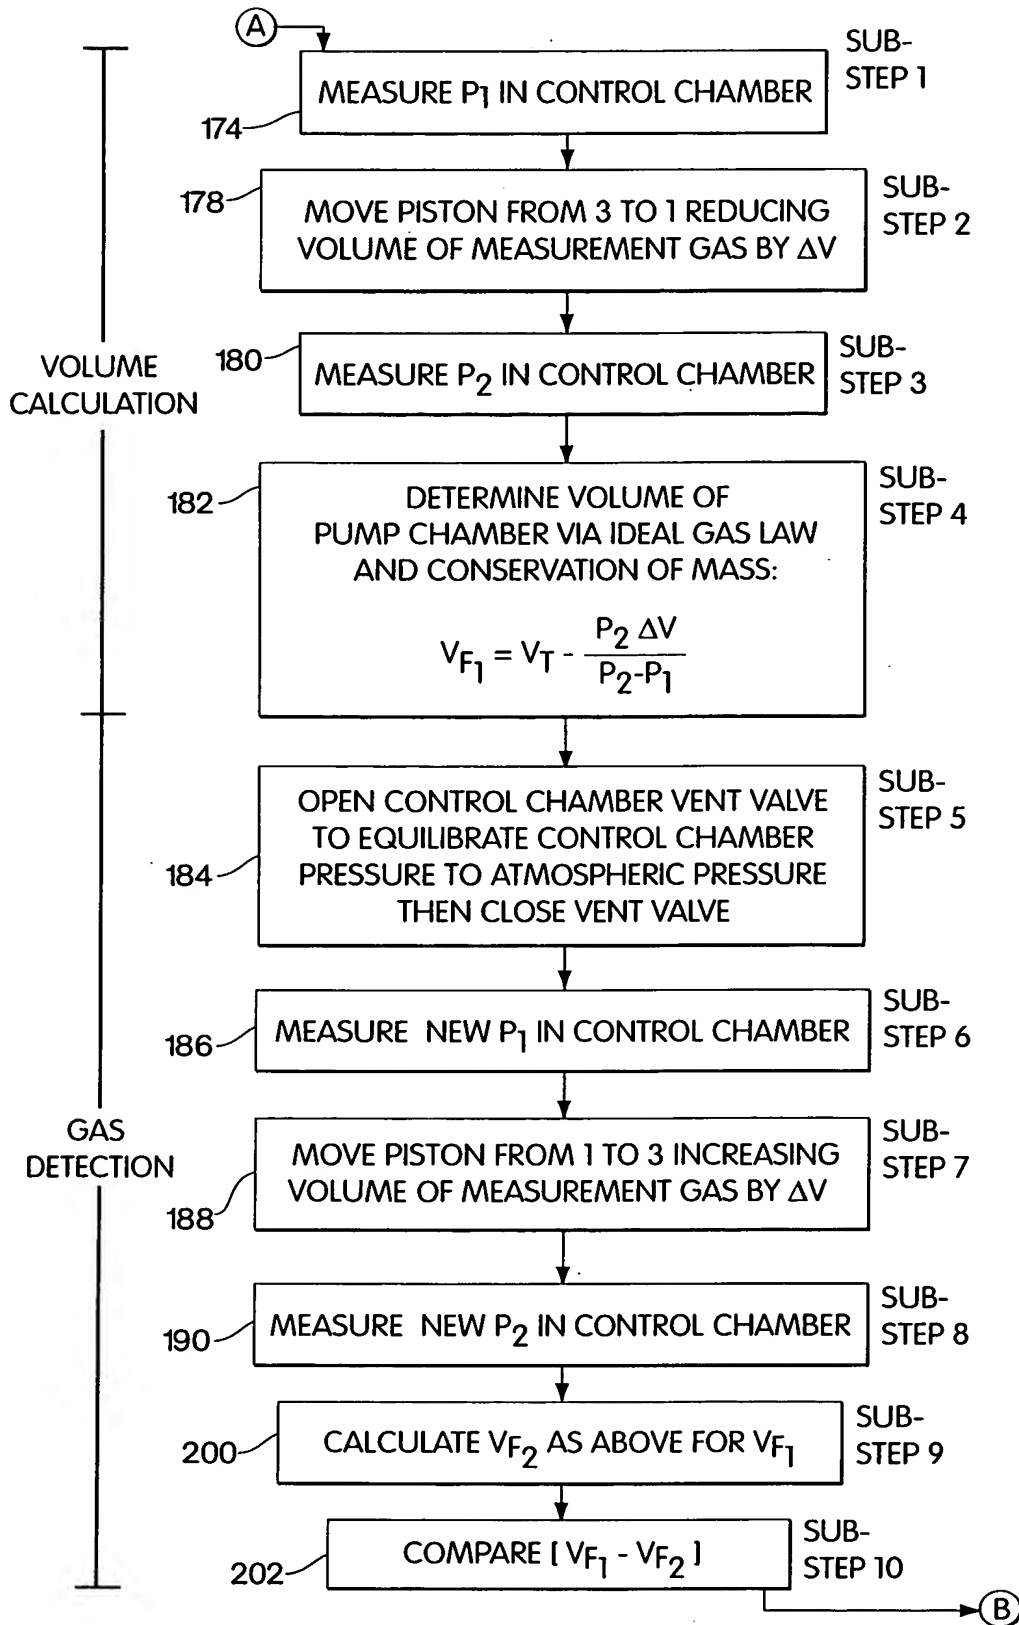 A
MEASURE P1 IN CONTROL CHAMBER
174
SUB-
STEP 1
178
MOVE PISTON FROM 3 TO 1 REDUCING
VOLUME OF MEASUREMENT GAS BY ΔV
SUB-
STEP 2
180
MEASURE P2 IN CONTROL CHAMBER
SUB-
STEP 3
VOLUME
CALCULATION
182
DETERMINE VOLUME OF
PUMP CHAMBER VIA IDEAL GAS LAW
AND CONSERVATION OF MASS:
VF1 = VT - P2 ΔV / P2-P1
SUB-
STEP 4
OPEN CONTROL CHAMBER VENT VALVE
TO EQUILIBRATE CONTROL CHAMBER
PRESSURE TO ATMOSPHERIC PRESSURE
THEN CLOSE VENT VALVE
184
SUB-
STEP 5
MEASURE NEW P1 IN CONTROL CHAMBER
186
SUB-
STEP 6
GAS
DETECTION
MOVE PISTON FROM 1 TO 3 INCREASING
VOLUME OF MEASUREMENT GAS BY ΔV
188
SUB-
STEP 7
MEASURE NEW P2 IN CONTROL CHAMBER
190
SUB-
STEP 8
CALCULATE VF2 AS ABOVE FOR VF1
200
SUB-
STEP 9
COMPARE [ VF1 - VF2 ]
202
SUB-
STEP 10
B